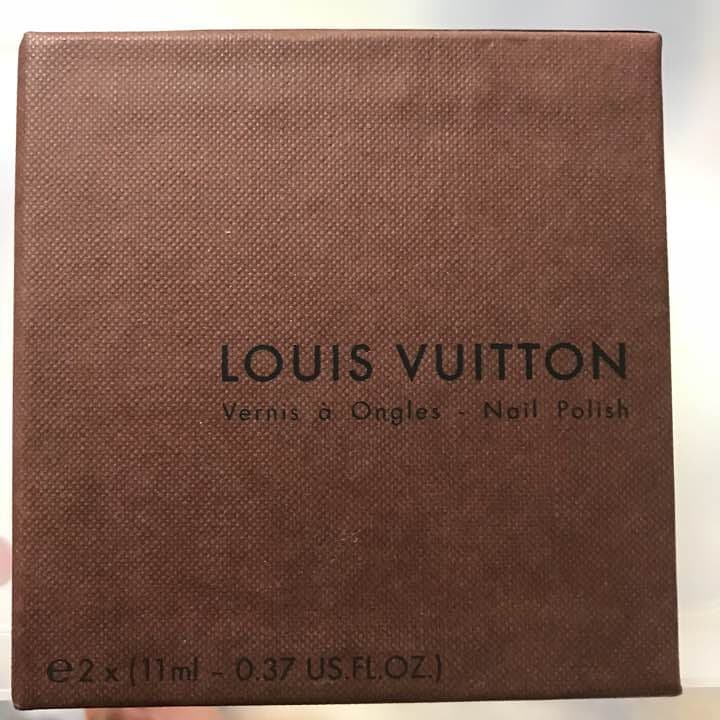 LOUIS VUITTON
Vernis à Ongles - Nail Polish
℮2 x (11ml - 0.37 US.FL.OZ.)